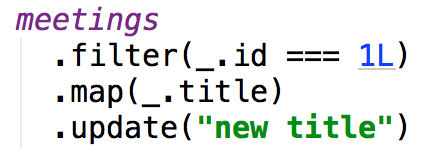 meetings
.filter(_.id === 1L)
.map(_.title)
.update("new title")